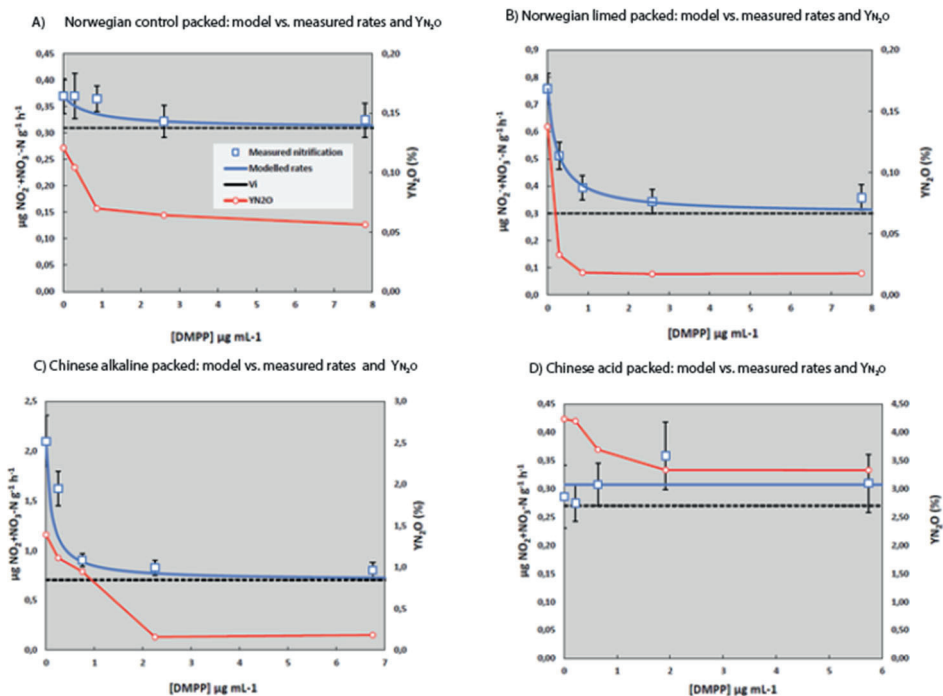 A) Norwegian control packed: model vs. measured rates and YN₂O
0,45
0,40
0,35
0,30
0,25
0,20
0,15
0,10
0,05
0,00
µg NO₂⁻+NO₃⁻-N g⁻¹ h⁻¹
Measured nitrification
Modelled rates
Vi
YN2O
0,20
0,15
0,10
0,05
0,00
YN₂O (%)
0 1 2 3 4 5 6 7 8
[DMPP] µg mL-1
B) Norwegian limed packed: model vs. measured rates and YN₂O
0,9
0,8
0,7
0,6
0,5
0,4
0,3
0,2
0,1
0,0
µg NO₂⁻+NO₃⁻-N g⁻¹ h⁻¹
0,20
0,15
0,10
0,05
0,00
YN₂O (%)
0 1 2 3 4 5 6 7 8
[DMPP] µg mL-1
C) Chinese alkaline packed: model vs. measured rates and YN₂O
2,5
2,0
1,5
1,0
0,5
0,0
µg NO₂+NO₃-N g⁻¹ h⁻¹
3,0
2,5
2,0
1,5
1,0
0,5
0,0
YN₂O (%)
0 1 2 3 4 5 6 7
[DMPP] µg mL-1
D) Chinese acid packed: model vs. measured rates and YN₂O
0,45
0,40
0,35
0,30
0,25
0,20
0,15
0,10
0,05
0,00
µg NO₂+NO₃-N g⁻¹ h⁻¹
4,50
4,00
3,50
3,00
2,50
2,00
1,50
1,00
0,50
0,00
YN₂O (%)
0 1 2 3 4 5 6
[DMPP] µg mL-1